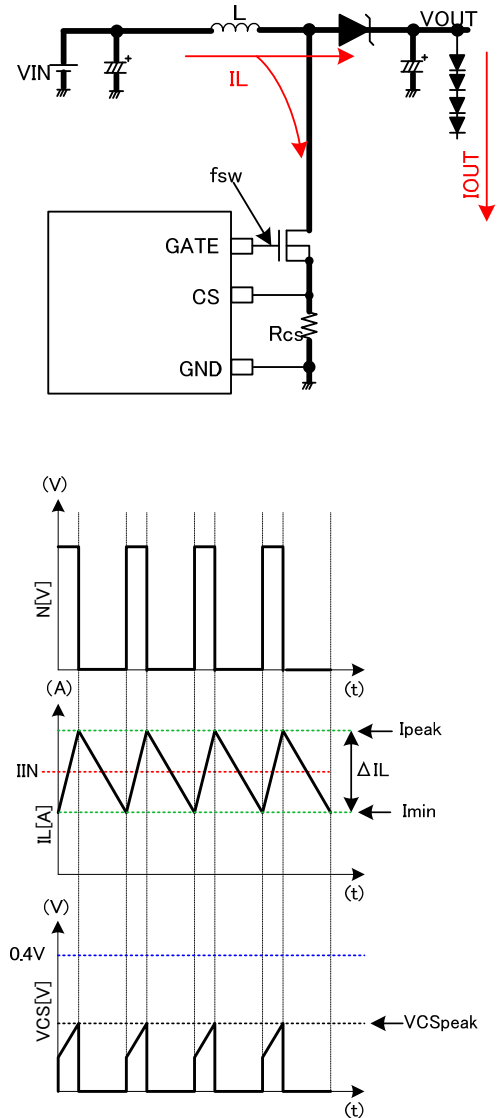 L
VOUT
+
+
VIN
IL
IOUT
fsw
GATE
CS
Rcs
GND
(V)
N[V]
(t)
(A)
Ipeak
IIN
ΔIL
Imin
IL[A]
(t)
(V)
0.4V
VCS[V]
VCSpeak
(t)